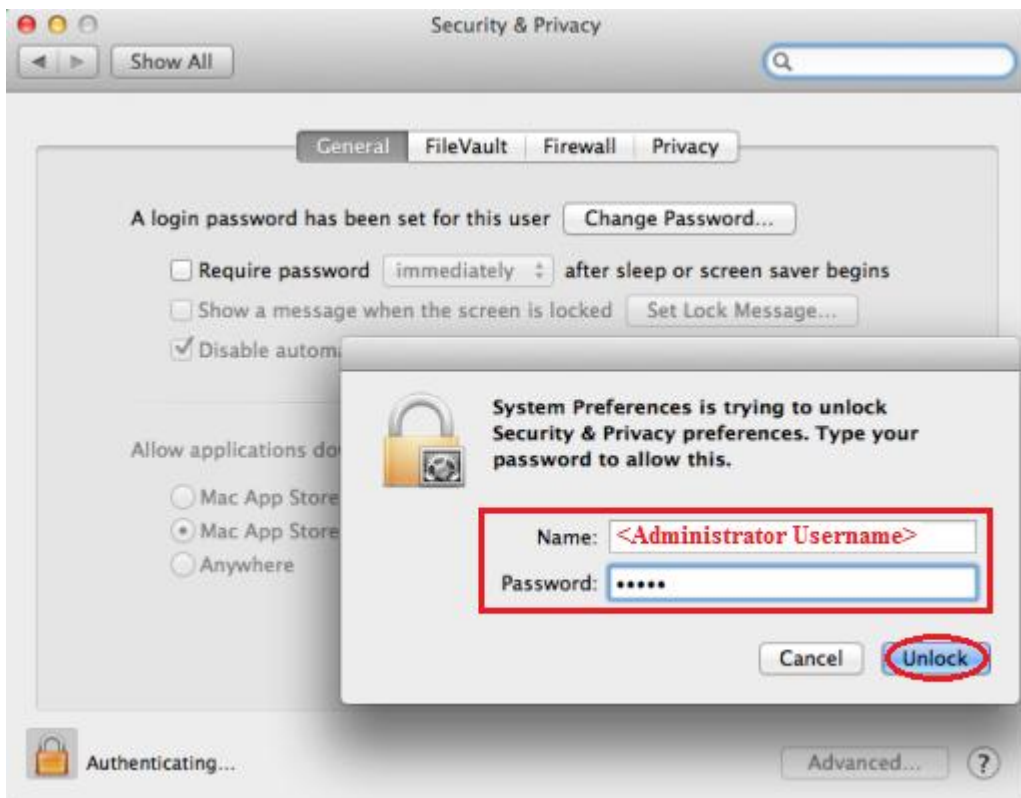 Security & Privacy
Show All
General FileVault Firewall Privacy
A login password has been set for this user Change Password...
Require password immediately after sleep or screen saver begins
Show a message when the screen is locked Set Lock Message...
Disable autom
System Preferences is trying to unlock
Security & Privacy preferences. Type your
password to allow this.
Allow applications do
Mac App Store
Name: <Administrator Username>
Mac App Store
Password: •••••
Anywhere
Cancel Unlock
Authenticating... Advanced... ?